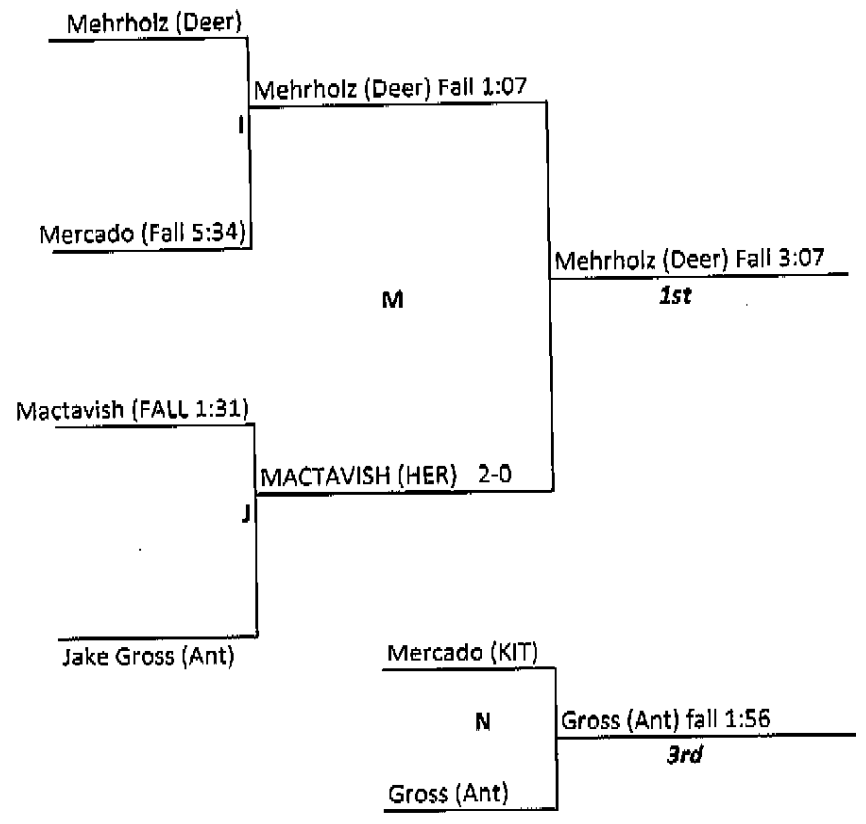 Mehrholz (Deer)
Mehrholz (Deer) Fall 1:07
I
Mercado (Fall 5:34)
Mehrholz (Deer) Fall 3:07
1st
M
Mactavish (FALL 1:31)
MACTAVISH (HER) 2-0
J
Jake Gross (Ant)
Mercado (KIT)
N
Gross (Ant) fall 1:56
3rd
Gross (Ant)